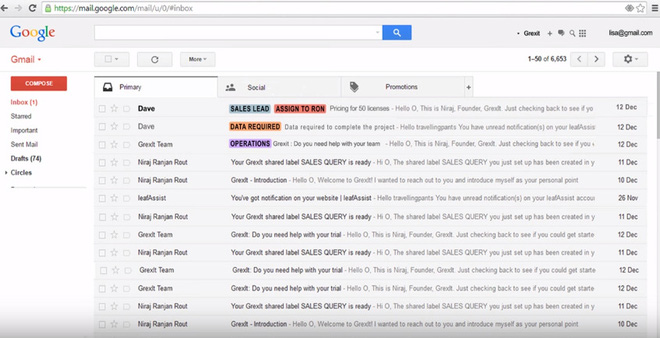 https://mail.google.com/mail/u/0/#inbox
Google
Grexit
lisa@gmail.com
Gmail
More
1–50 of 6,653
COMPOSE
Primary
Social
Promotions
Inbox (1)
Starred
Important
Sent Mail
Drafts (74)
Circles
Dave SALES LEAD ASSIGN TO RON Pricing for 50 licenses - Hello O, This is Niraj, Founder, GrexIt. Just checking back to see if yo 12 Dec
Dave DATA REQUIRED Data required to complete the project - Hello travellingpants You have unread notification(s) on your leafAssis 12 Dec
GrexIt Team OPERATIONS GrexIt : Do you need help with your team - Hello O, This is Niraj, Founder, GrexIt. Just checking back to see if you could 12 Dec
Niraj Ranjan Rout Your GrexIt shared label SALES QUERY is ready - Hi O, The shared label SALES QUERY you just set up has been created in y 11 Dec
Niraj Ranjan Rout GrexIt - Introduction - Hello O, Welcome to GrexIt! I wanted to reach out to you and introduce myself as your personal point 10 Dec
leafAssist You've got notification on your website | leafAssist - Hello travellingpants You have unread notification(s) on your leafAssist accou 26 Nov
Niraj Ranjan Rout Your GrexIt shared label SALES QUERY is ready - Hi O, The shared label SALES QUERY you just set up has been created in y 11 Dec
GrexIt Team GrexIt: Do you need help with your trial - Hello O, This is Niraj, Founder, GrexIt. Just checking back to see if you could get starte 12 Dec
Niraj Ranjan Rout Your GrexIt shared label SALES QUERY is ready - Hi O, The shared label SALES QUERY you just set up has been created in y 11 Dec
GrexIt Team GrexIt: Do you need help with your trial - Hello O, This is Niraj, Founder, GrexIt. Just checking back to see if you could get starte 12 Dec
GrexIt Team GrexIt: Do you need help with your trial - Hello O, This is Niraj, Founder, GrexIt. Just checking back to see if you could get starte 12 Dec
Niraj Ranjan Rout Your GrexIt shared label SALES QUERY is ready - Hi O, The shared label SALES QUERY you just set up has been created in y 11 Dec
Niraj Ranjan Rout GrexIt - Introduction - Hello O, Welcome to GrexIt! I wanted to reach out to you and introduce myself as your personal point 10 Dec